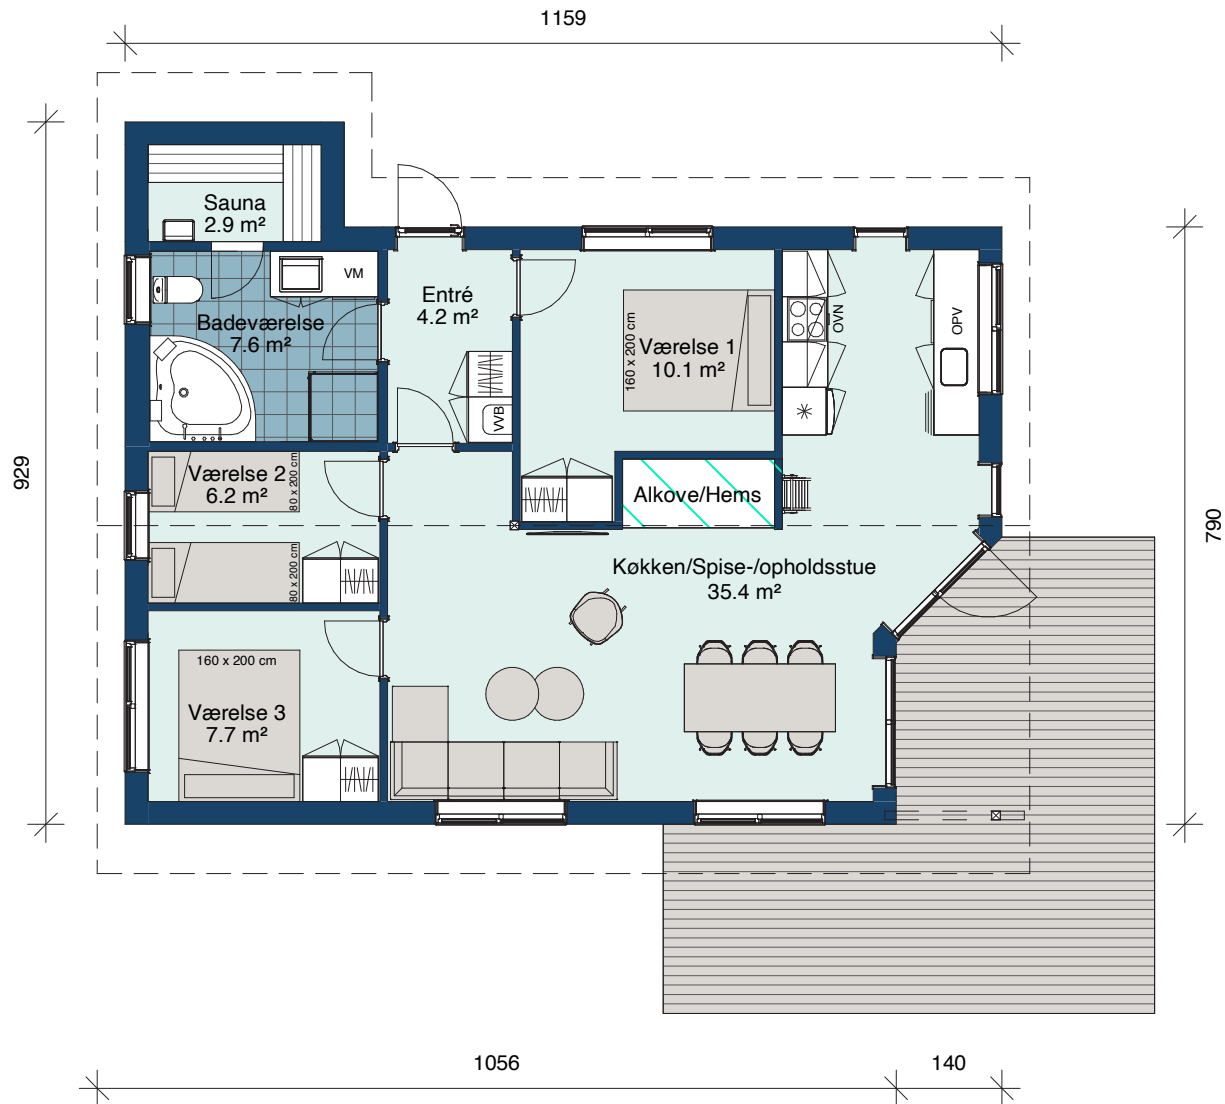 1159
Sauna
2.9 m²
VM
Entré
4.2 m²
Badeværelse
7.6 m²
160 x 200 cm
Værelse 1
10.1 m²
OVN
OPV
VVB
929
Værelse 2
6.2 m²
80 x 200 cm
Alkove/Hems
790
80 x 200 cm
Køkken/Spise-/opholdsstue
35.4 m²
160 x 200 cm
Værelse 3
7.7 m²
1056
140